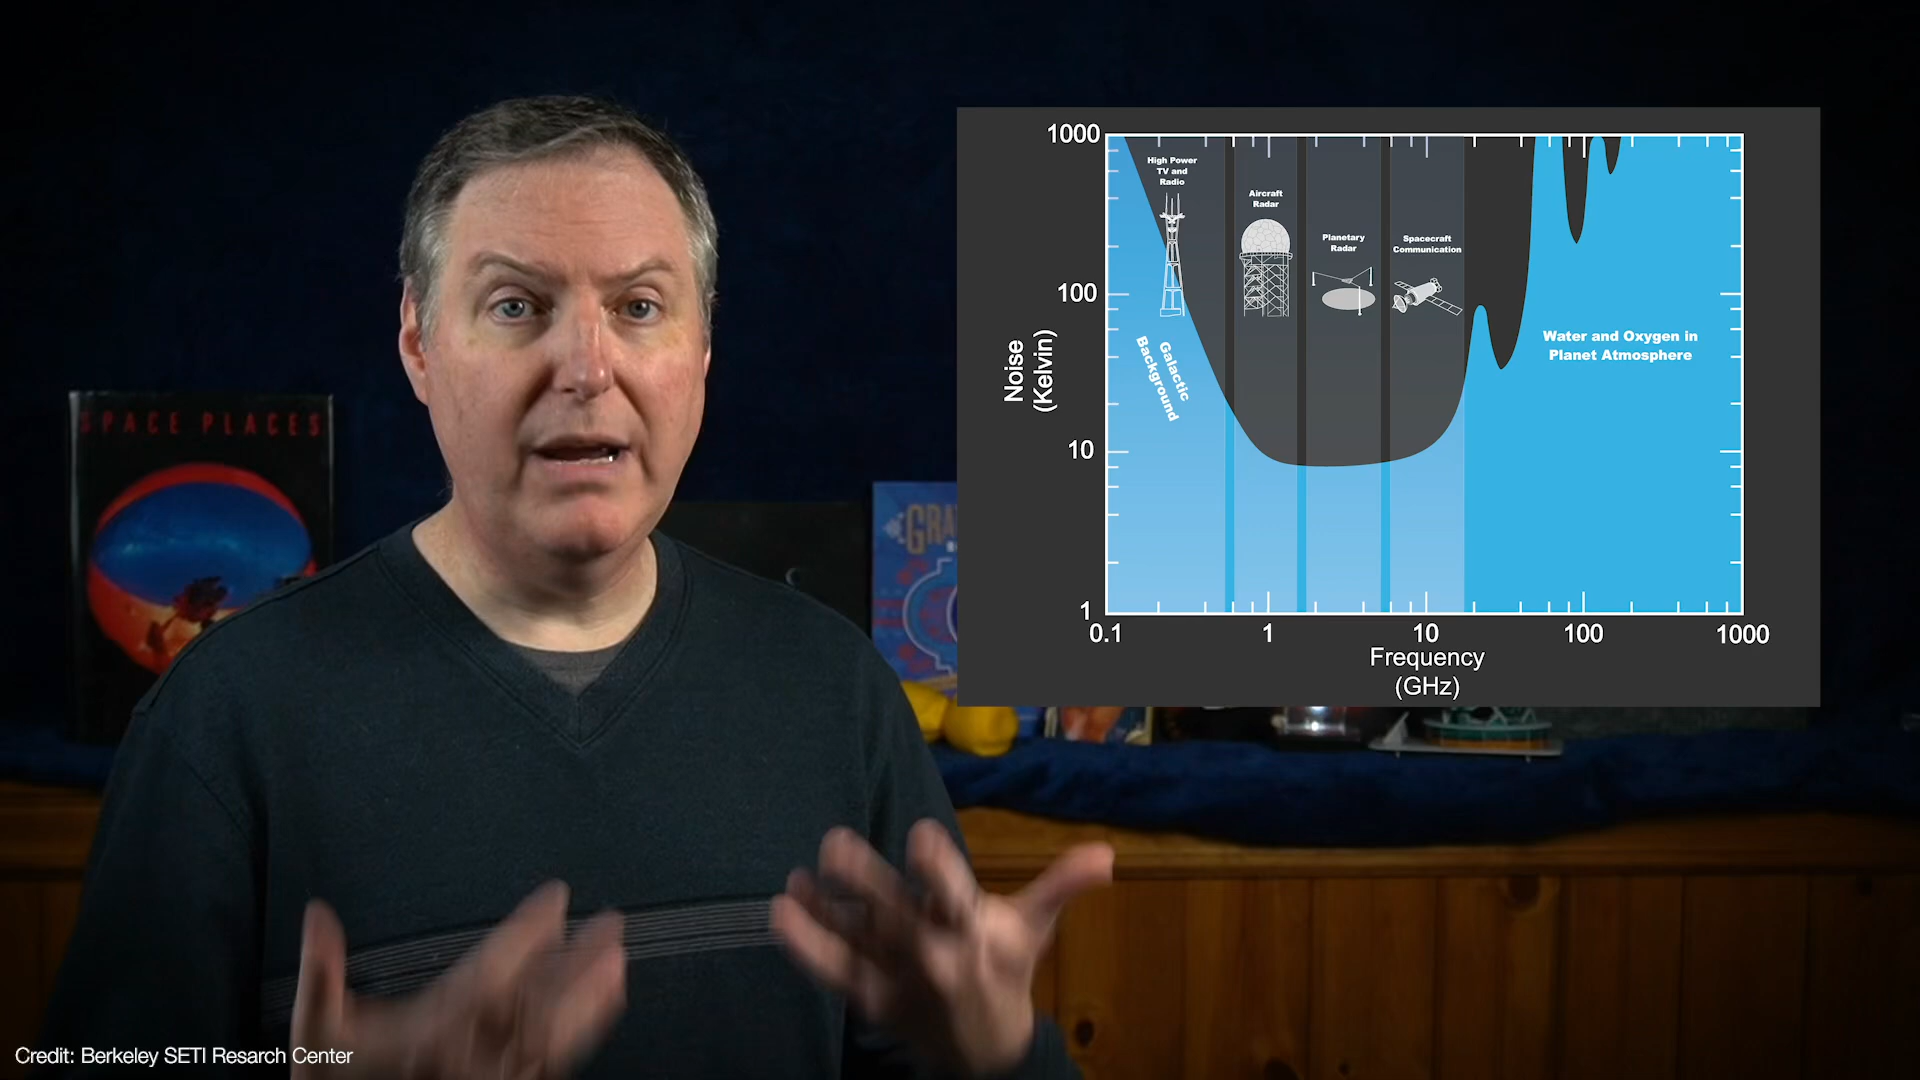 SPACE PLACES
GRA
1000
100
10
1
Noise
(Kelvin)
High Power
TV and
Radio
Aircraft
Radar
Planetary
Radar
Spacecraft
Communication
Galactic
Background
Water and Oxygen in
Planet Atmosphere
0.1 1 10 100 1000
Frequency
(GHz)
Credit: Berkeley SETI Resarch Center